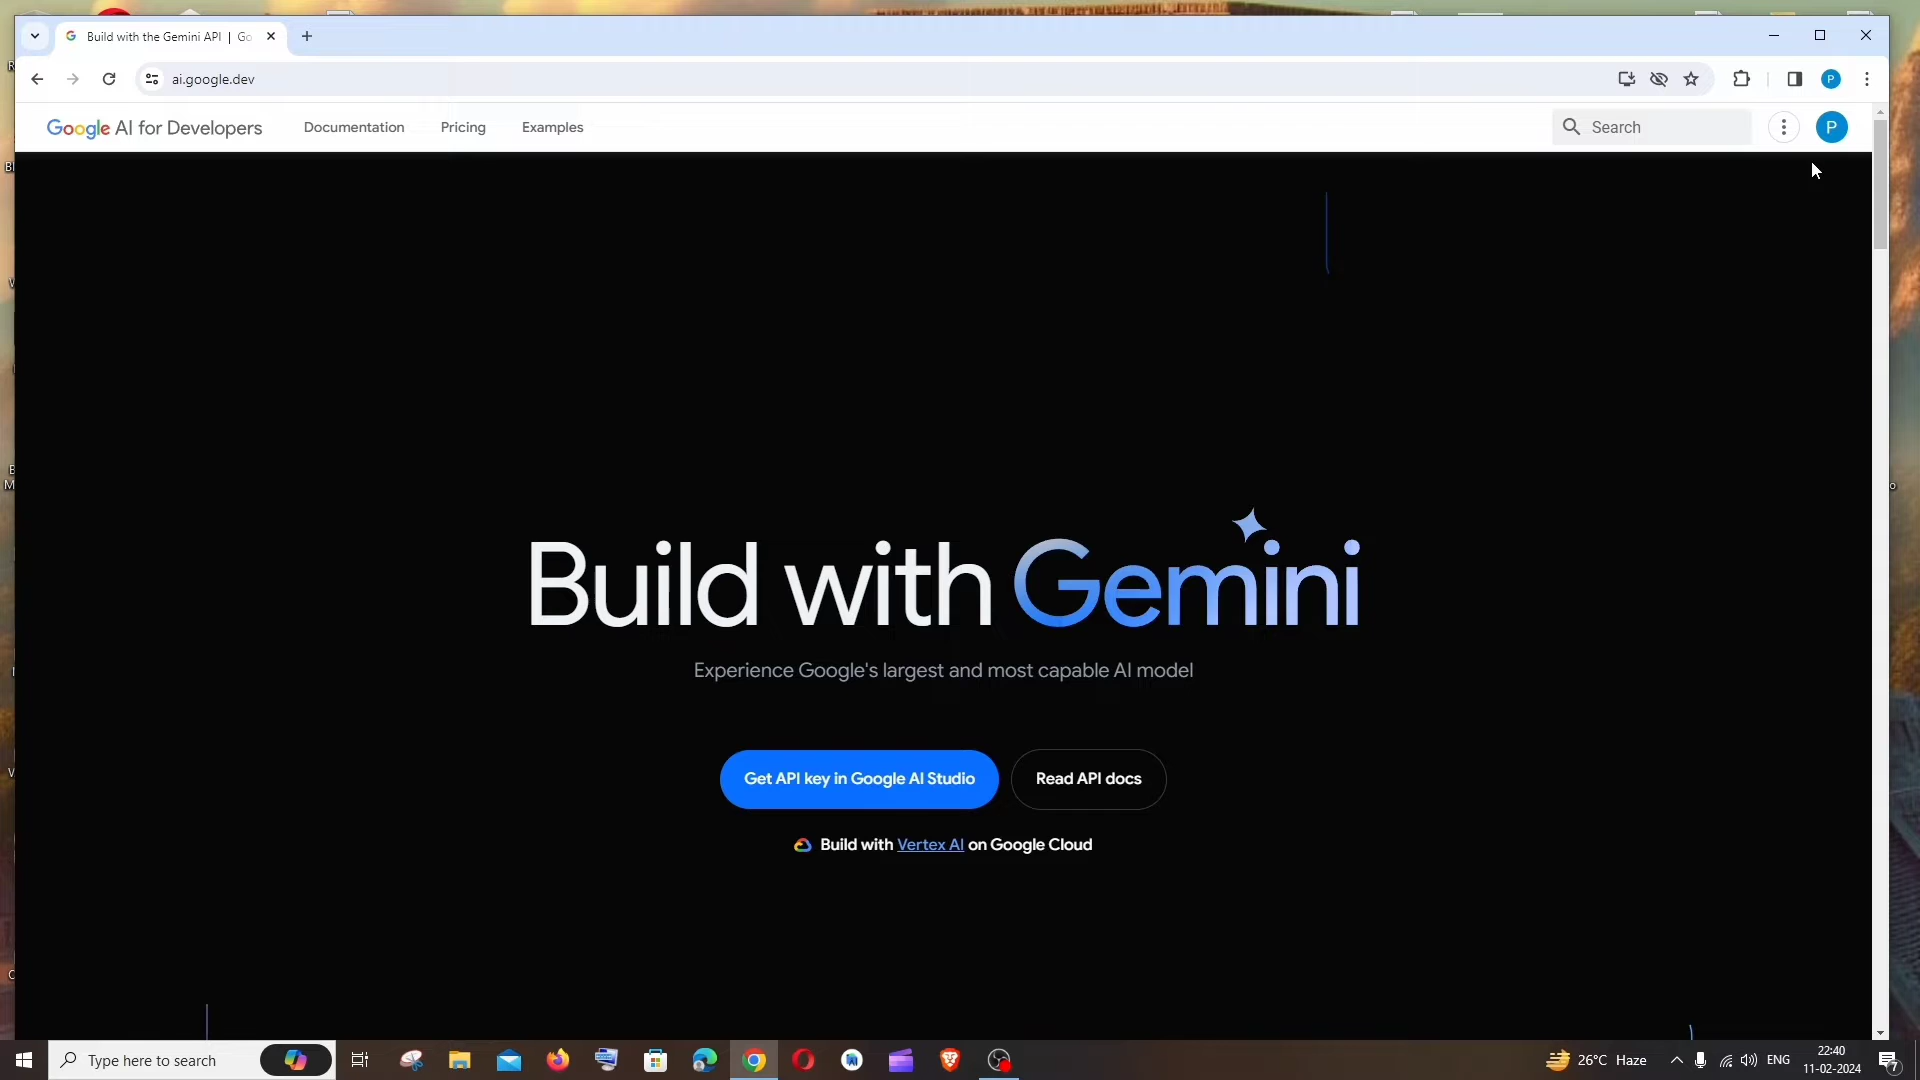 Build with the Gemini API | Go
ai.google.dev
P
Google AI for Developers
Documentation
Pricing
Examples
Search
P
Build with Gemini
Experience Google's largest and most capable AI model
Get API key in Google AI Studio
Read API docs
Build with Vertex AI on Google Cloud
Type here to search
26°C Haze
ENG
22:40
11-02-2024
7